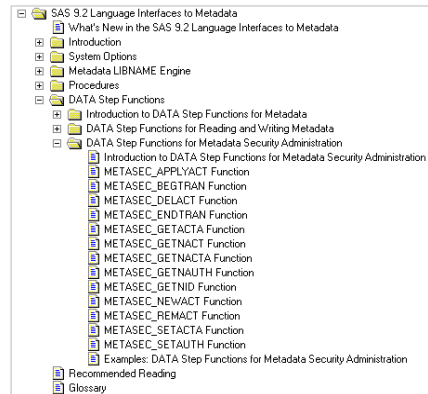 SAS 9.2 Language Interfaces to Metadata
What's New in the SAS 9.2 Language Interfaces to Metadata
Introduction
System Options
Metadata LIBNAME Engine
Procedures
DATA Step Functions
Introduction to DATA Step Functions for Metadata
DATA Step Functions for Reading and Writing Metadata
DATA Step Functions for Metadata Security Administration
Introduction to DATA Step Functions for Metadata Security Administration
METASEC_APPLYACT Function
METASEC_BEGTRAN Function
METASEC_DELACT Function
METASEC_ENDTRAN Function
METASEC_GETACTA Function
METASEC_GETNACT Function
METASEC_GETNACTA Function
METASEC_GETNAUTH Function
METASEC_GETNID Function
METASEC_NEWACT Function
METASEC_REMACT Function
METASEC_SETACTA Function
METASEC_SETAUTH Function
Examples: DATA Step Functions for Metadata Security Administration
Recommended Reading
Glossary